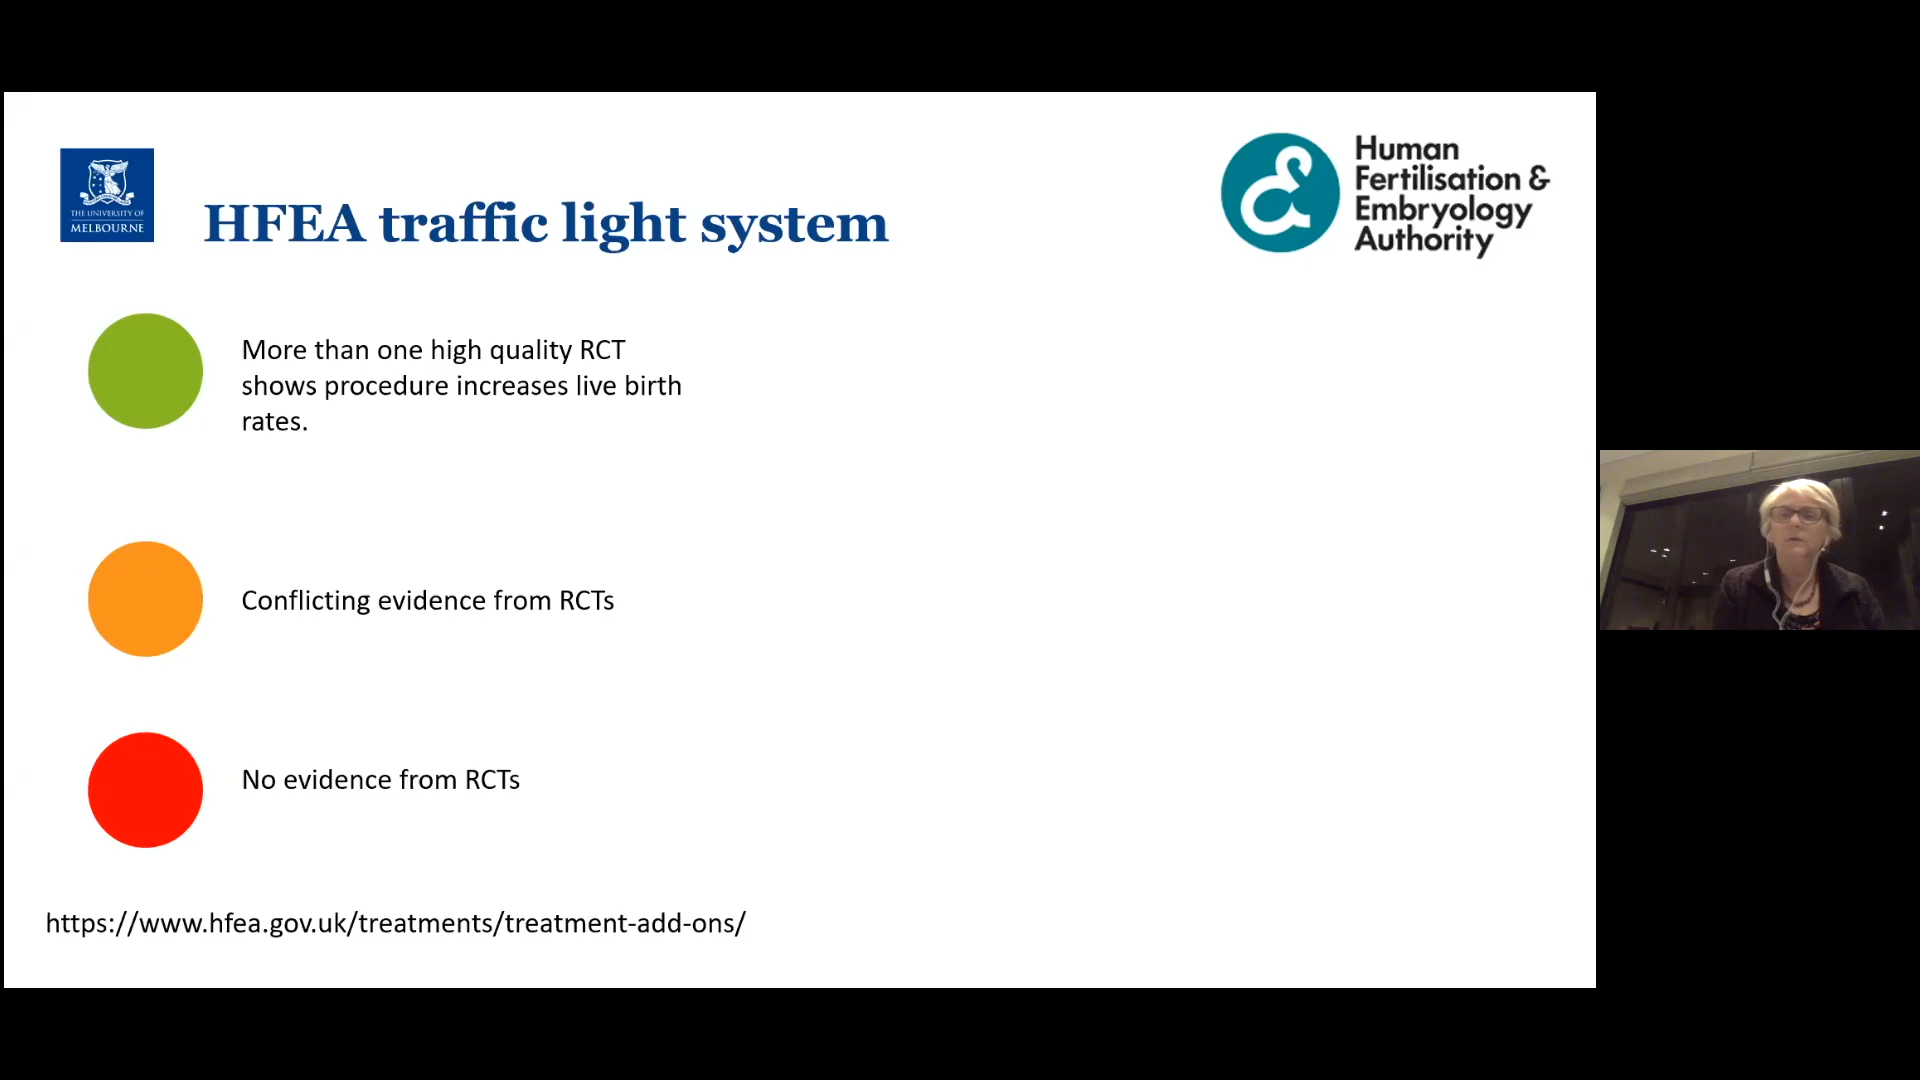 THE UNIVERSITY OF
MELBOURNE
HFEA traffic light system
Human
Fertilisation &
Embryology
Authority
More than one high quality RCT
shows procedure increases live birth
rates.
Conflicting evidence from RCTs
No evidence from RCTs
https://www.hfea.gov.uk/treatments/treatment-add-ons/